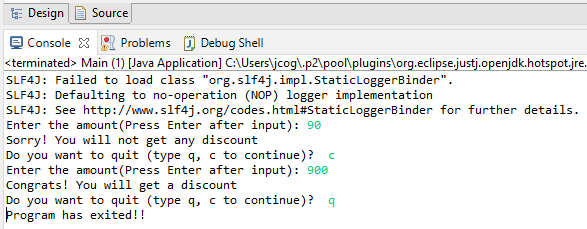 Design Source
Console Problems Debug Shell
<terminated> Main (1) [Java Application] C:\Users\jcog\.p2\pool\plugins\org.eclipse.justj.openjdk.hotspot.jre.
SLF4J: Failed to load class "org.slf4j.impl.StaticLoggerBinder".
SLF4J: Defaulting to no-operation (NOP) logger implementation
SLF4J: See http://www.slf4j.org/codes.html#StaticLoggerBinder for further details.
Enter the amount(Press Enter after input): 90
Sorry! You will not get any discount
Do you want to quit (type q, c to continue)?  c
Enter the amount(Press Enter after input): 900
Congrats! You will get a discount
Do you want to quit (type q, c to continue)?  q
Program has exited!!